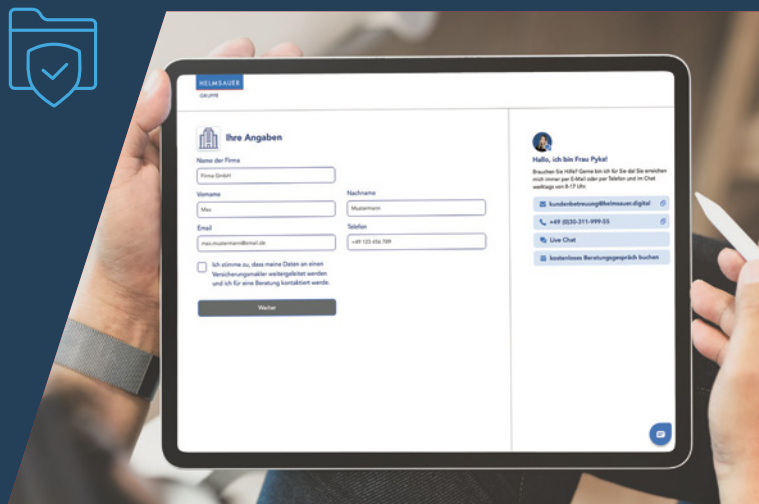 HELMSAUER
GRUPPE
Ihre Angaben
Name der Firma
Firma GmbH
Vorname
Nachname
Max
Mustermann
Email
Telefon
max.mustermann@email.de
+49 123 456 789
Ich stimme zu, dass meine Daten an einen
Versicherungsmakler weitergeleitet werden
und ich für eine Beratung kontaktiert werde.
Weiter
Hallo, ich bin Frau Pyka!
Brauchen Sie Hilfe? Gerne bin ich für Sie da! Sie erreichen
mich immer per E-Mail oder per Telefon und im Chat
werktags von 8-17 Uhr.
kundenbetreuung@helmsauer.digital
+49 (0)30-311-999-55
Live Chat
kostenloses Beratungsgespräch buchen